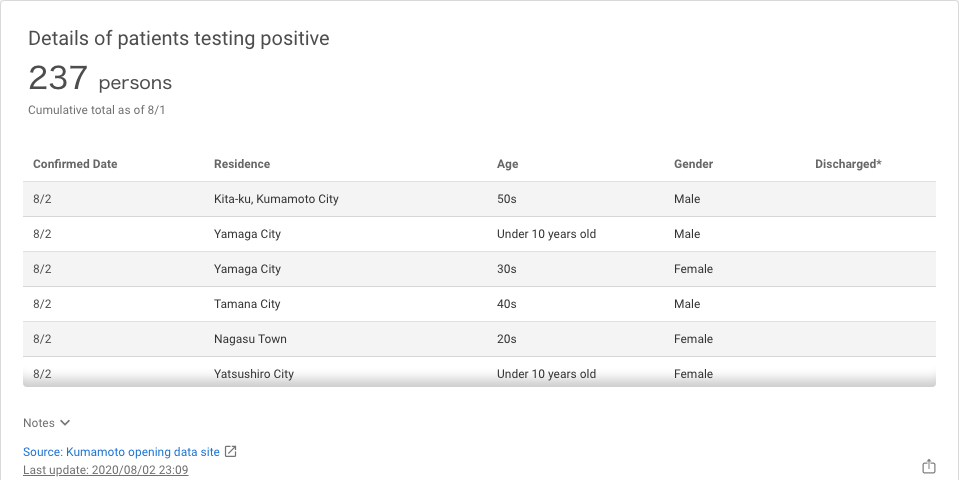 Details of patients testing positive
237 persons
Cumulative total as of 8/1
Confirmed Date Residence Age Gender Discharged*
8/2 Kita-ku, Kumamoto City 50s Male
8/2 Yamaga City Under 10 years old Male
8/2 Yamaga City 30s Female
8/2 Tamana City 40s Male
8/2 Nagasu Town 20s Female
8/2 Yatsushiro City Under 10 years old Female
Notes
Source: Kumamoto opening data site
Last update: 2020/08/02 23:09